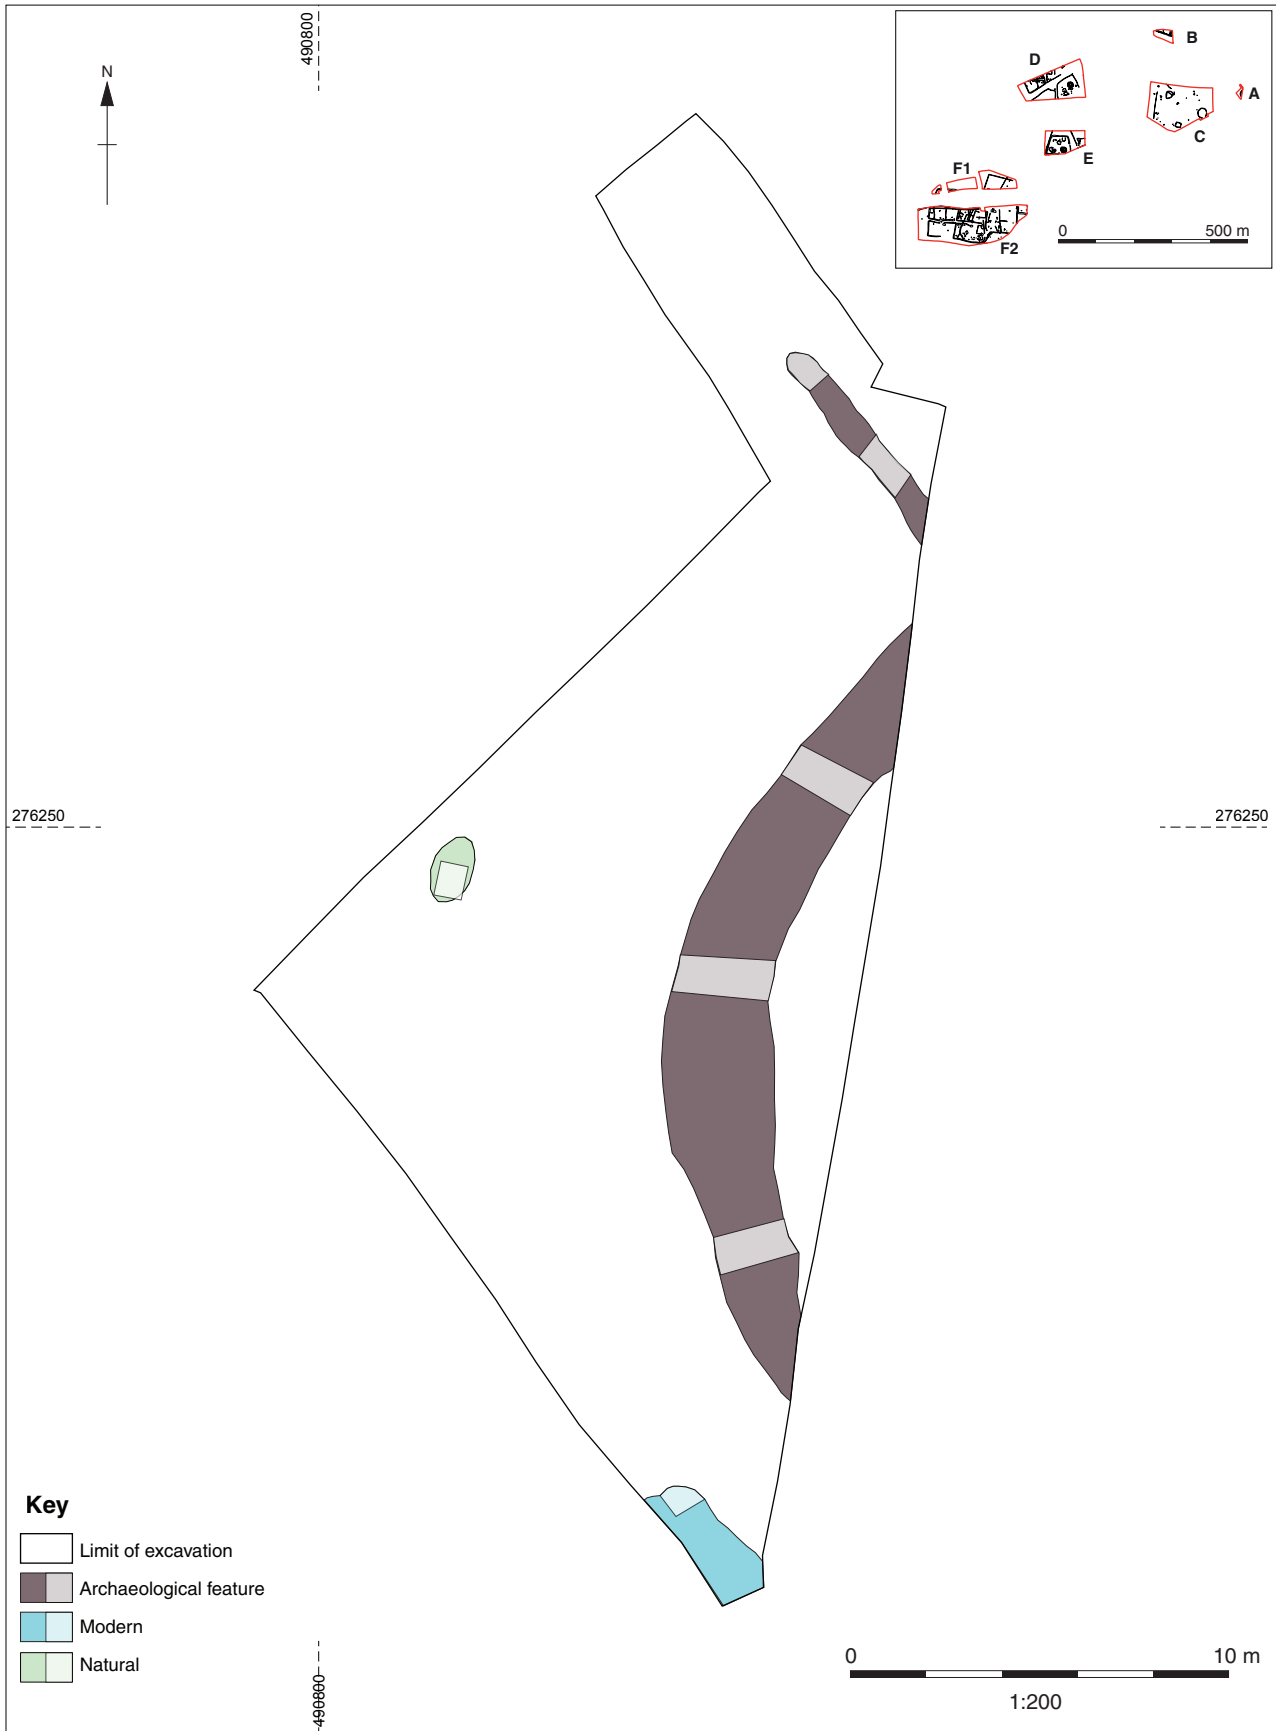 490800
N
B
D
A
C
E
F1
0 500 m
F2
276250 276250
Key
Limit of excavation
Archaeological feature
Modern
Natural
490800
0 10 m
1:200